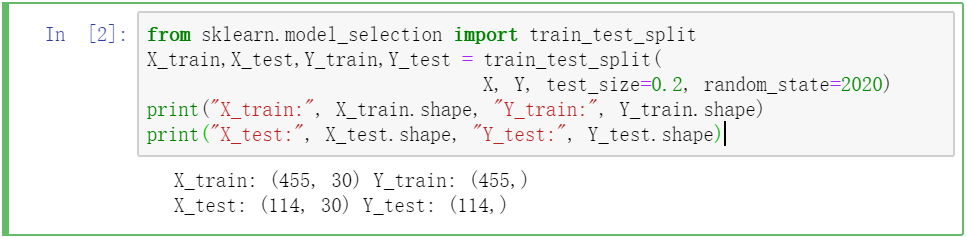 In [2]: from sklearn.model_selection import train_test_split
X_train,X_test,Y_train,Y_test = train_test_split(
X, Y, test_size=0.2, random_state=2020)
print("X_train:", X_train.shape, "Y_train:", Y_train.shape)
print("X_test:", X_test.shape, "Y_test:", Y_test.shape)
X_train: (455, 30) Y_train: (455,)
X_test: (114, 30) Y_test: (114,)